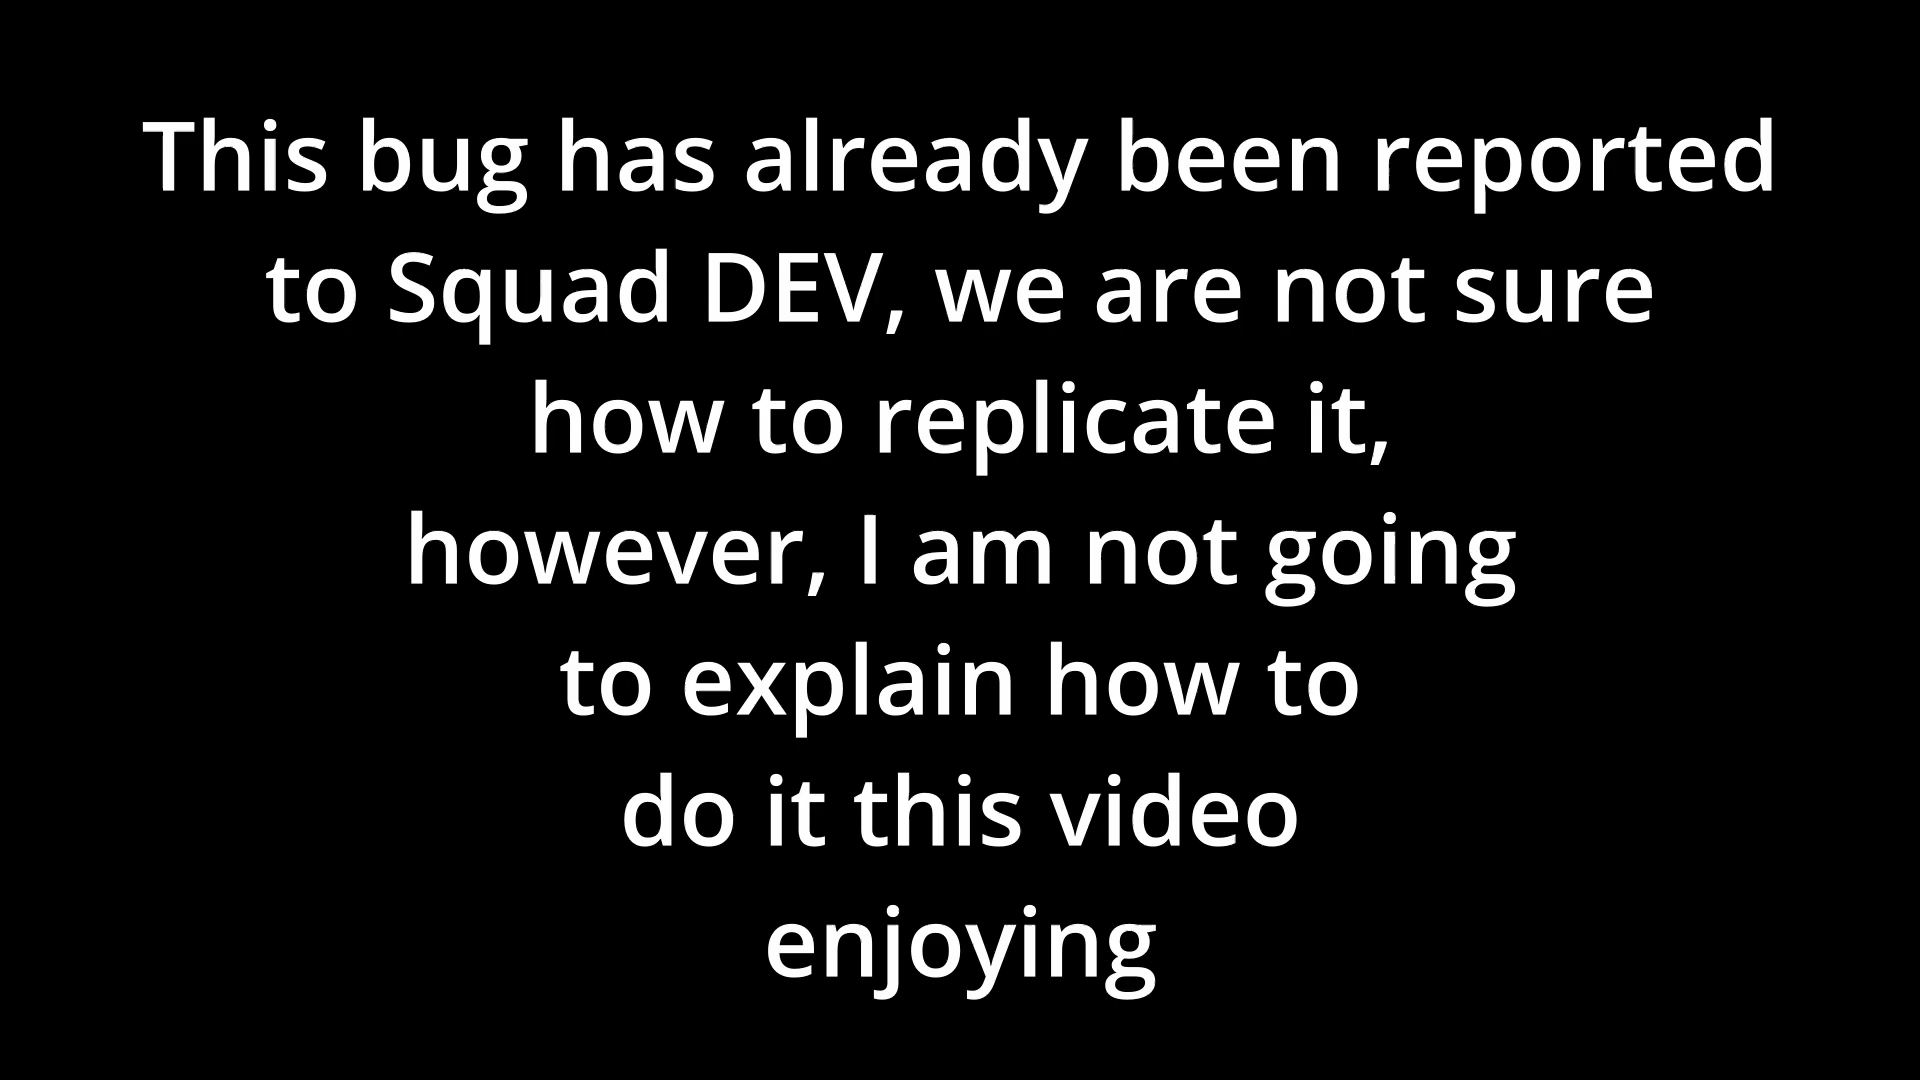 This bug has already been reported
to Squad DEV, we are not sure
how to replicate it,
however, I am not going
to explain how to
do it this video
enjoying